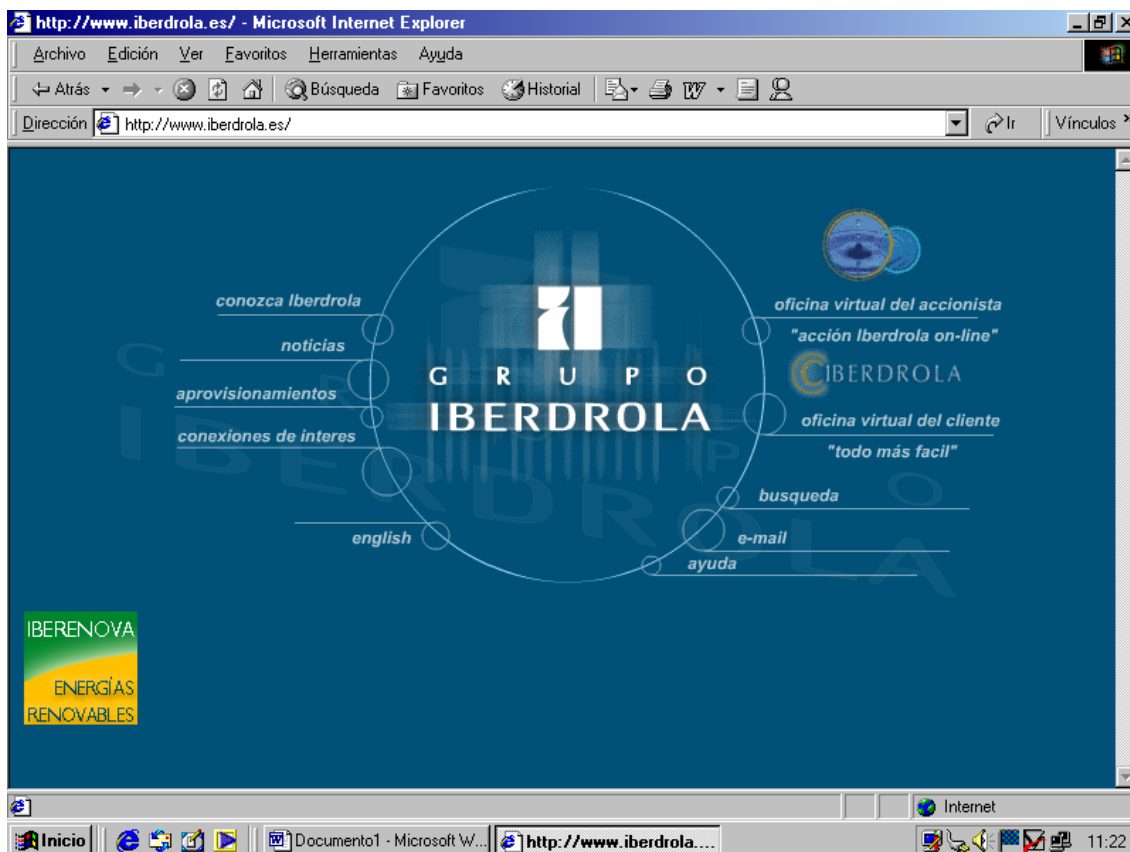 http://www.iberdrola.es/ - Microsoft Internet Explorer
Archivo Edición Ver Favoritos Herramientas Ayuda
Atrás Búsqueda Favoritos Historial
Dirección http://www.iberdrola.es/ Ir Vínculos
conozca Iberdrola
noticias
aprovisionamientos
conexiones de interes
english
GRUPO
IBERDROLA
oficina virtual del accionista
"acción Iberdrola on-line"
IBERDROLA
oficina virtual del cliente
"todo más facil"
busqueda
e-mail
ayuda
GRUPO
IBERDROLA
IBERENOVA
ENERGÍAS
RENOVABLES
Internet
Inicio Documento1 - Microsoft W... http://www.iberdrola.... 11:22